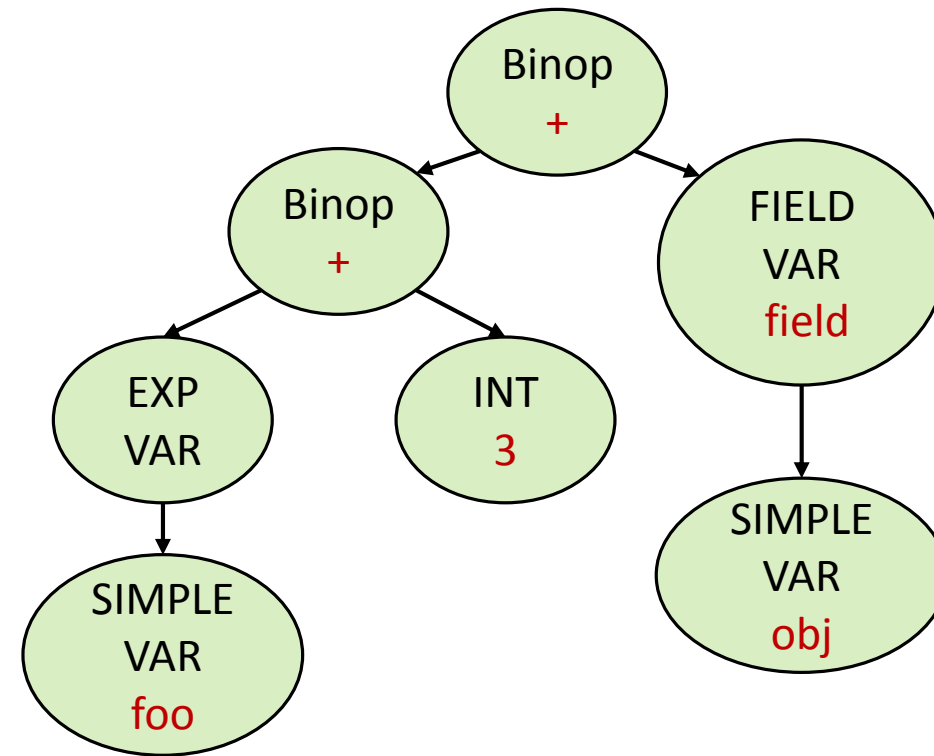 Binop
+
Binop
+
FIELD
VAR
field
EXP
VAR
INT
3
SIMPLE
VAR
obj
SIMPLE
VAR
foo